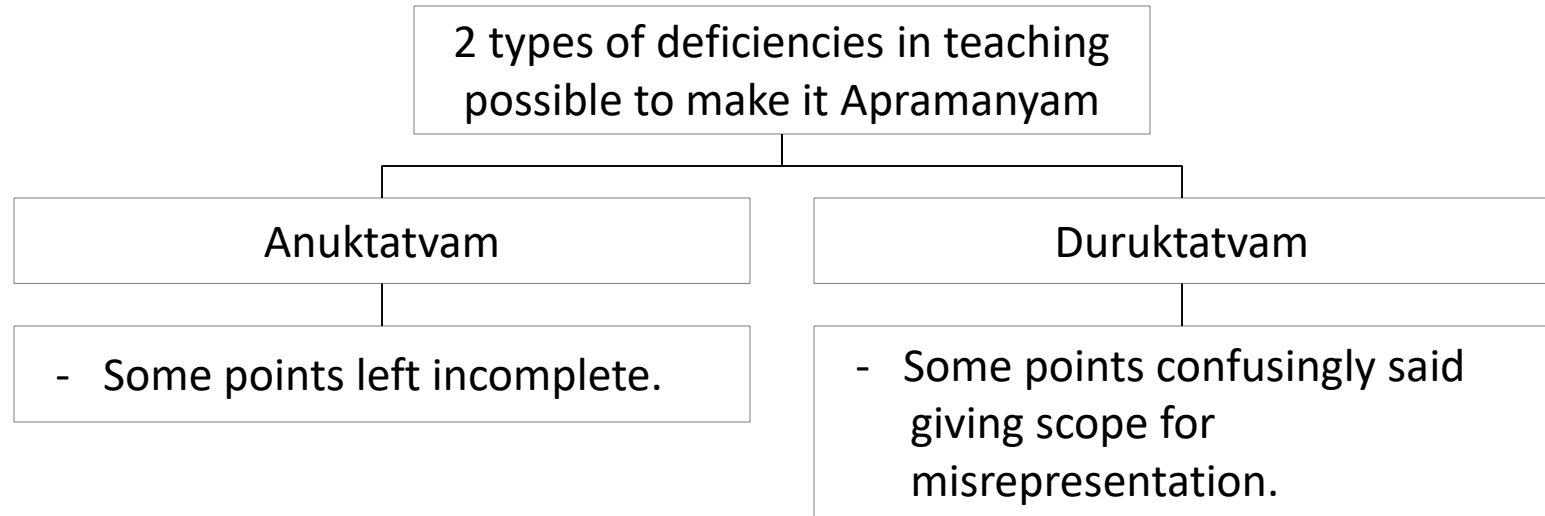 2 types of deficiencies in teaching
possible to make it Apramanyam
Anuktatvam
Duruktatvam
- Some points left incomplete.
- Some points confusingly said
giving scope for
misrepresentation.